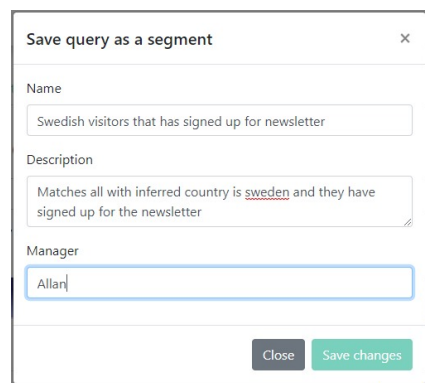 Save query as a segment ×
Name
Swedish visitors that has signed up for newsletter
Description
Matches all with inferred country is sweden and they have
signed up for the newsletter
Manager
Allan
Close Save changes